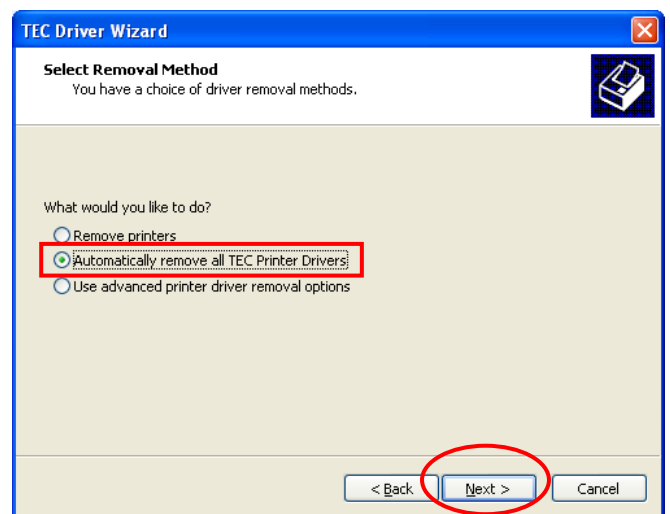 TEC Driver Wizard
Select Removal Method
You have a choice of driver removal methods.
What would you like to do?
Remove printers
Automatically remove all TEC Printer Drivers
Use advanced printer driver removal options
< Back Next > Cancel